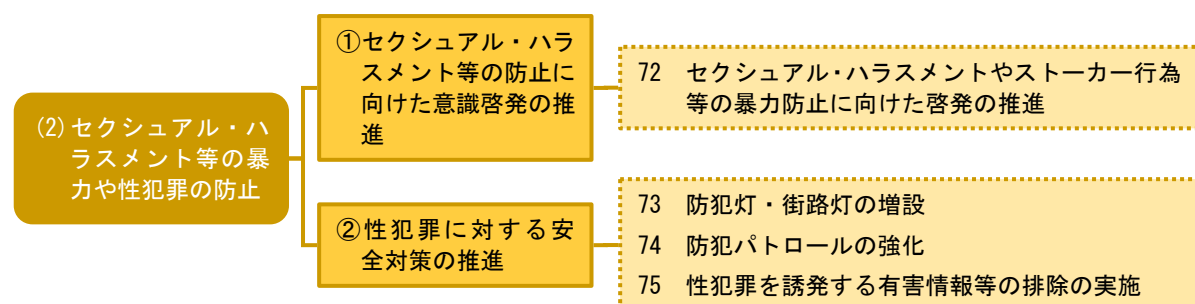 (2)セクシュアル・ハ
ラスメント等の暴
力や性犯罪の防止
①セクシュアル・ハラ
スメント等の防止に
向けた意識啓発の推
進
72　セクシュアル・ハラスメントやストーカー行為
等の暴力防止に向けた啓発の推進
②性犯罪に対する安
全対策の推進
73　防犯灯・街路灯の増設
74　防犯パトロールの強化
75　性犯罪を誘発する有害情報等の排除の実施